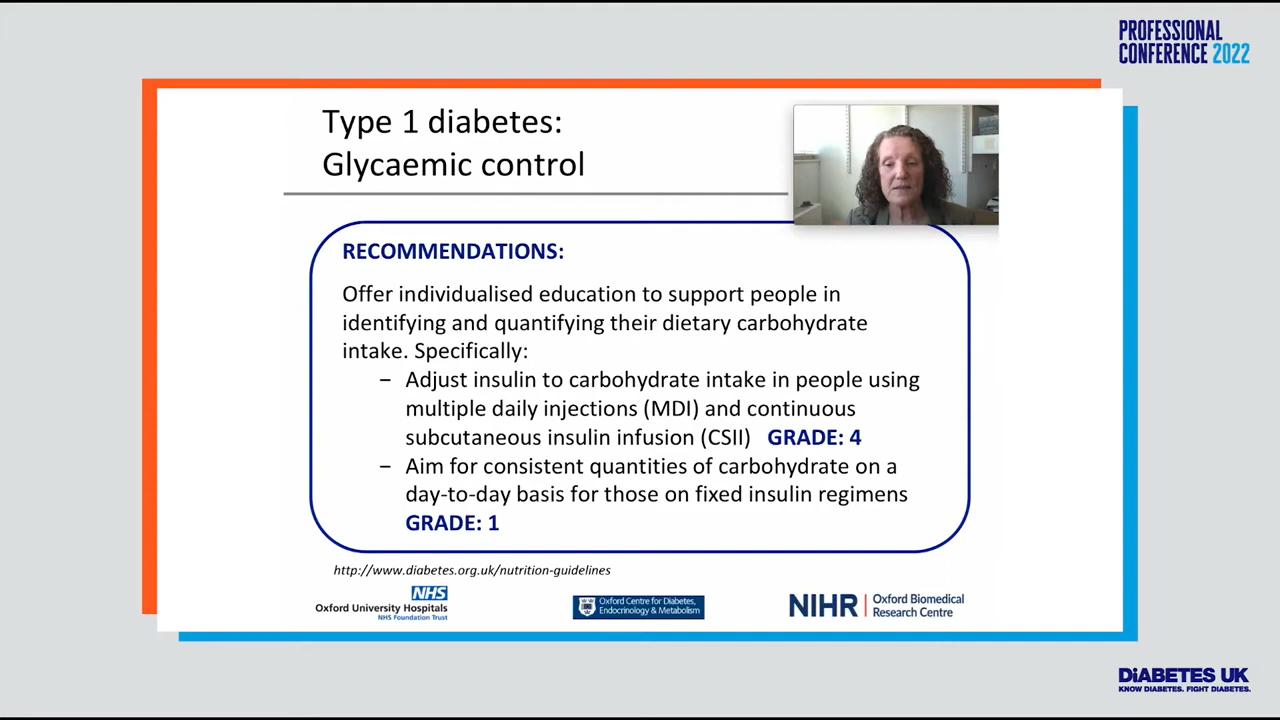 PROFESSIONAL
CONFERENCE 2022
Type 1 diabetes:
Glycaemic control
RECOMMENDATIONS:
Offer individualised education to support people in
identifying and quantifying their dietary carbohydrate
intake. Specifically:
– Adjust insulin to carbohydrate intake in people using
multiple daily injections (MDI) and continuous
subcutaneous insulin infusion (CSII) GRADE: 4
– Aim for consistent quantities of carbohydrate on a
day-to-day basis for those on fixed insulin regimens
GRADE: 1
http://www.diabetes.org.uk/nutrition-guidelines
NHS
Oxford University Hospitals
NHS Foundation Trust
Oxford Centre for Diabetes,
Endocrinology & Metabolism
NIHR Oxford Biomedical
Research Centre
DiABETES UK
KNOW DIABETES. FIGHT DIABETES.